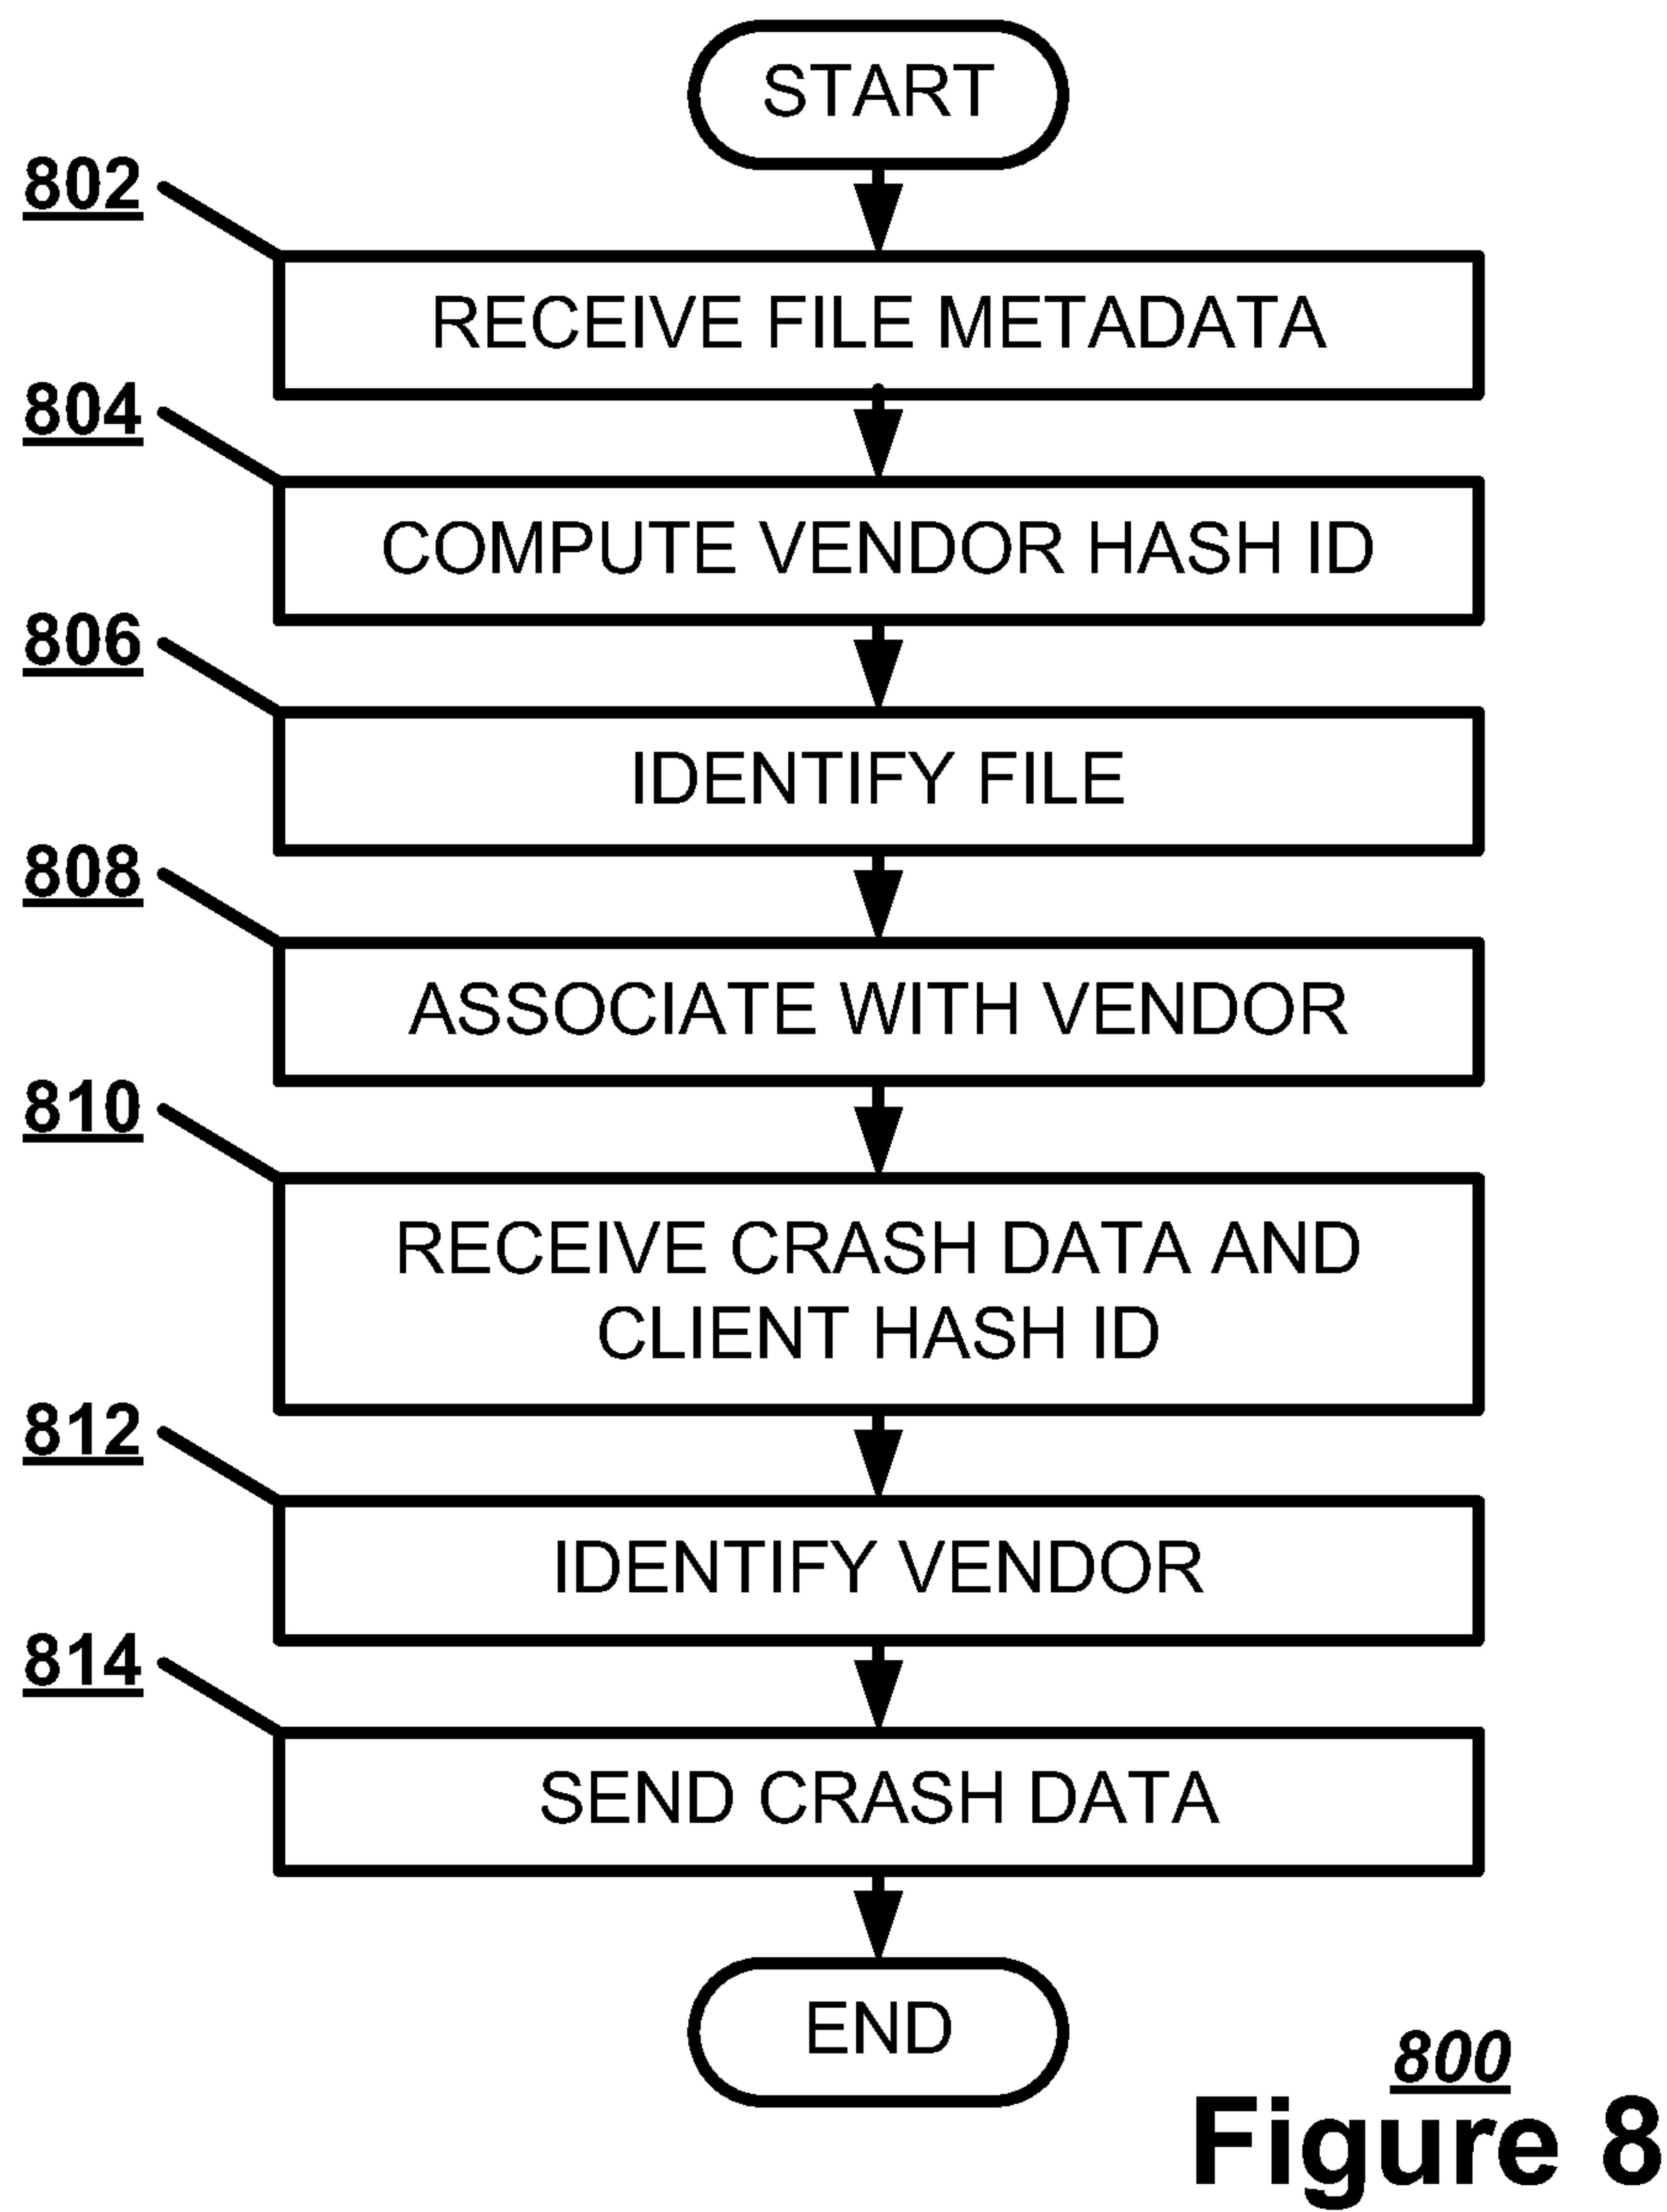 START
802
RECEIVE FILE METADATA
804
COMPUTE VENDOR HASH ID
806
IDENTIFY FILE
808
ASSOCIATE WITH VENDOR
810
RECEIVE CRASH DATA AND
CLIENT HASH ID
812
IDENTIFY VENDOR
814
SEND CRASH DATA
END
800
Figure 8